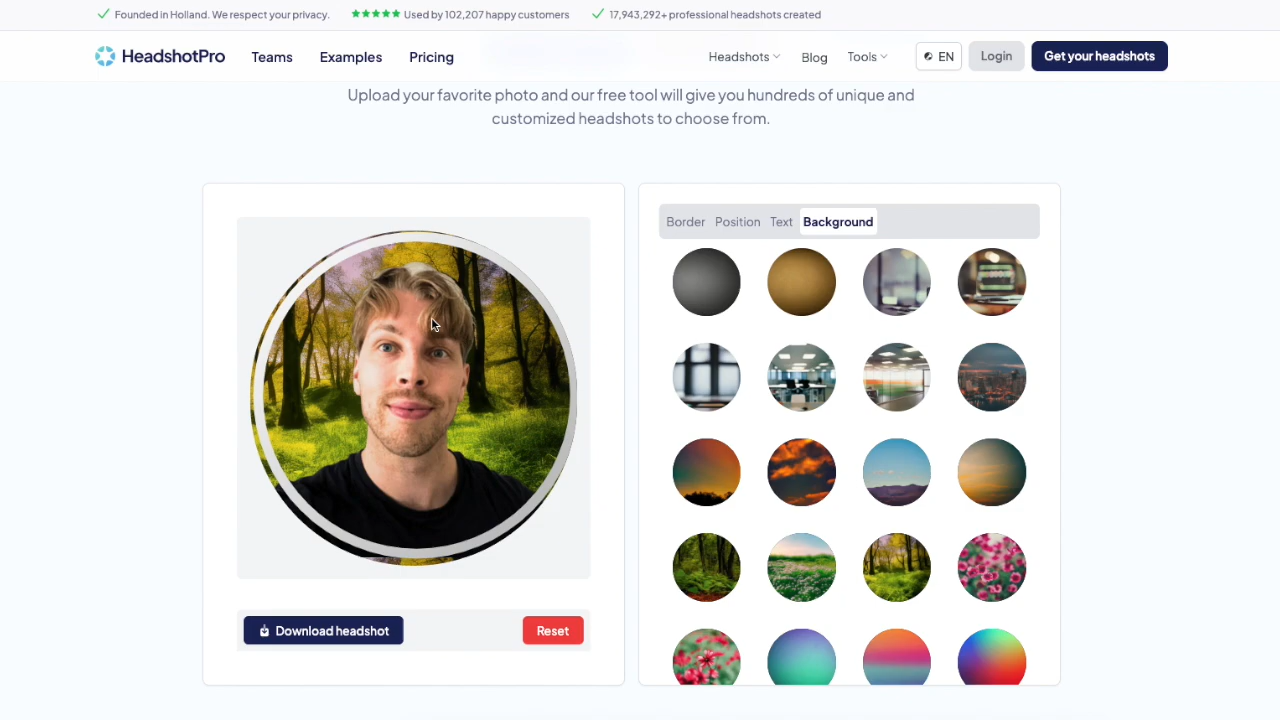 Founded in Holland. We respect your privacy. Used by 102,207 happy customers 17,943,292+ professional headshots created
HeadshotPro Teams Examples Pricing Headshots Blog Tools EN Login Get your headshots
Upload your favorite photo and our free tool will give you hundreds of unique and
customized headshots to choose from.
Border Position Text Background
Download headshot Reset